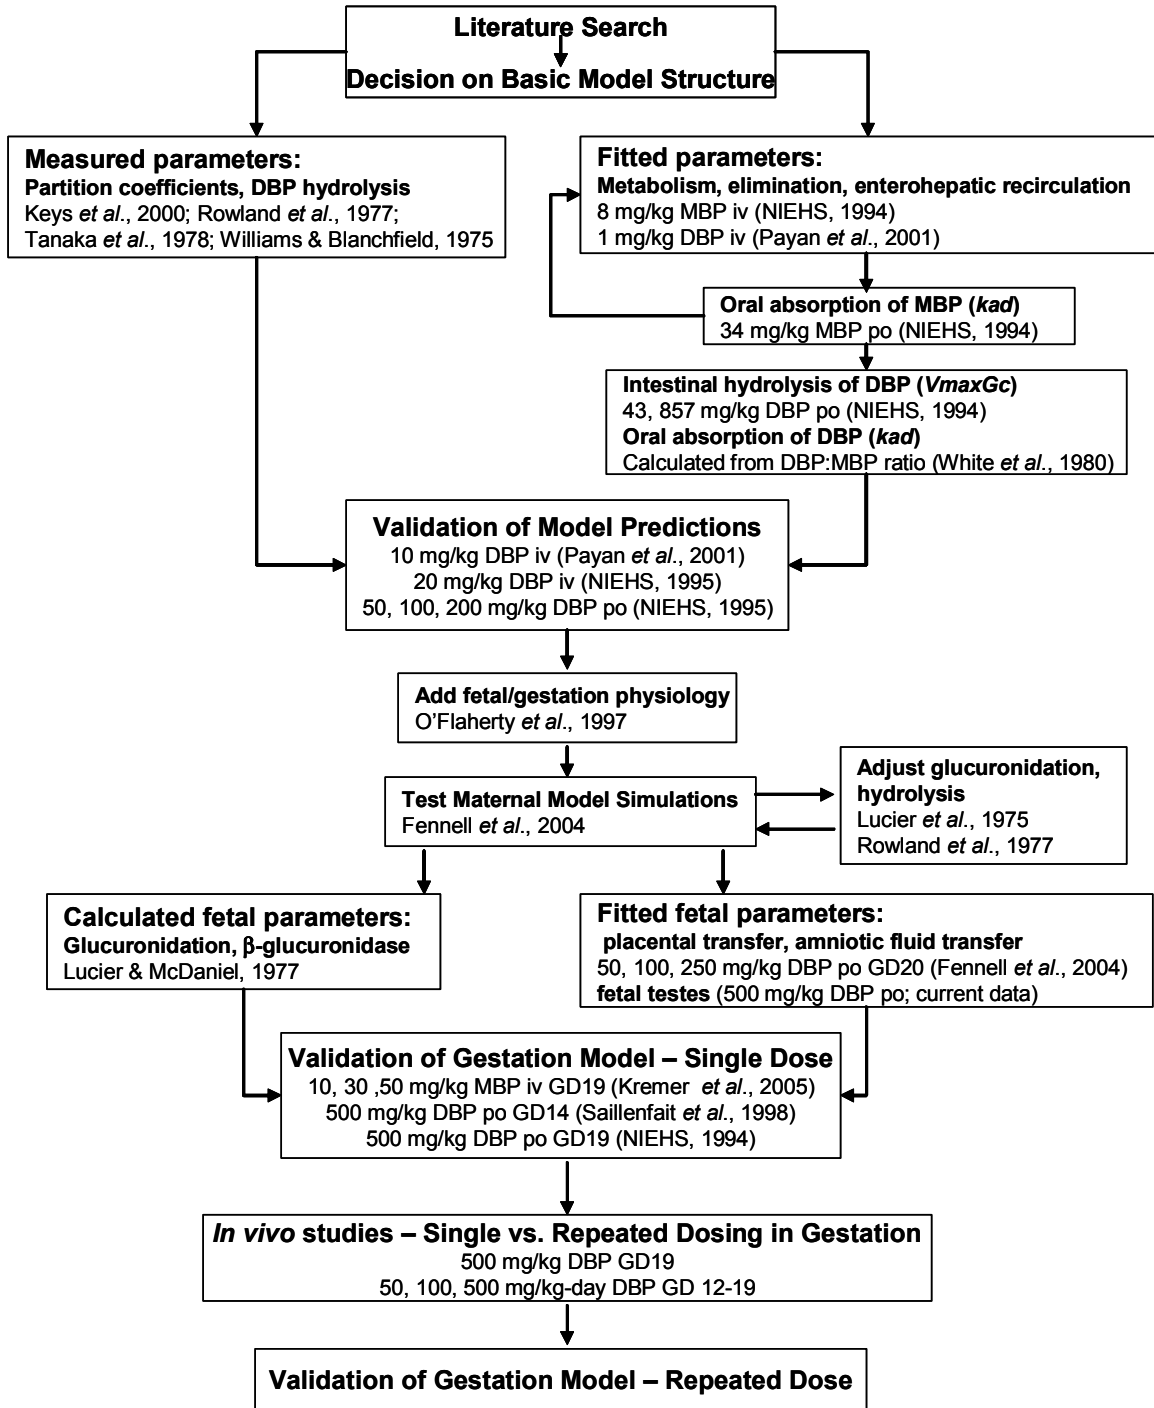 Literature Search
Decision on Basic Model Structure
Measured parameters:
Partition coefficients, DBP hydrolysis
Keys et al., 2000; Rowland et al., 1977;
Tanaka et al., 1978; Williams & Blanchfield, 1975
Fitted parameters:
Metabolism, elimination, enterohepatic recirculation
8 mg/kg MBP iv (NIEHS, 1994)
1 mg/kg DBP iv (Payan et al., 2001)
Oral absorption of MBP (kad)
34 mg/kg MBP po (NIEHS, 1994)
Intestinal hydrolysis of DBP (VmaxGc)
43, 857 mg/kg DBP po (NIEHS, 1994)
Oral absorption of DBP (kad)
Calculated from DBP:MBP ratio (White et al., 1980)
Validation of Model Predictions
10 mg/kg DBP iv (Payan et al., 2001)
20 mg/kg DBP iv (NIEHS, 1995)
50, 100, 200 mg/kg DBP po (NIEHS, 1995)
Add fetal/gestation physiology
O'Flaherty et al., 1997
Test Maternal Model Simulations
Fennell et al., 2004
Adjust glucuronidation,
hydrolysis
Lucier et al., 1975
Rowland et al., 1977
Calculated fetal parameters:
Glucuronidation, β-glucuronidase
Lucier & McDaniel, 1977
Fitted fetal parameters:
placental transfer, amniotic fluid transfer
50, 100, 250 mg/kg DBP po GD20 (Fennell et al., 2004)
fetal testes (500 mg/kg DBP po; current data)
Validation of Gestation Model – Single Dose
10, 30 ,50 mg/kg MBP iv GD19 (Kremer et al., 2005)
500 mg/kg DBP po GD14 (Saillenfait et al., 1998)
500 mg/kg DBP po GD19 (NIEHS, 1994)
In vivo studies – Single vs. Repeated Dosing in Gestation
500 mg/kg DBP GD19
50, 100, 500 mg/kg-day DBP GD 12-19
Validation of Gestation Model – Repeated Dose